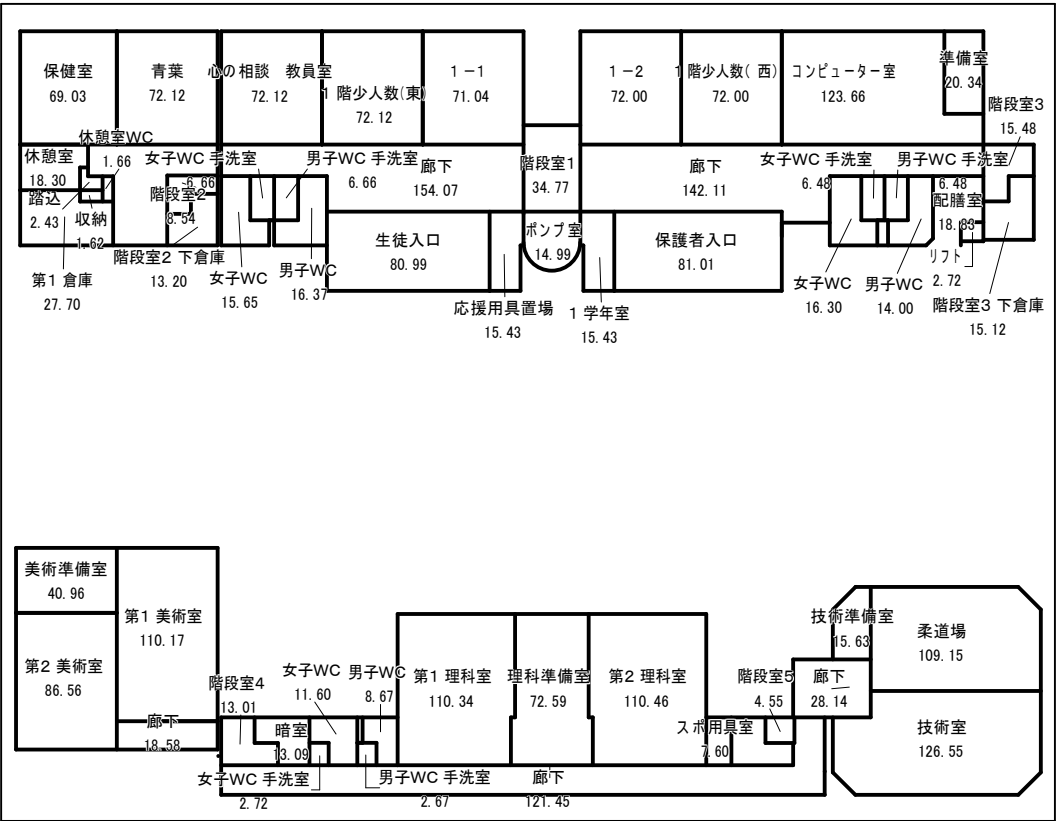 保健室
69.03
青葉
72.12
心の相談 教員室
72.12
1階少人数(東)
72.12
1-1
71.04
1-2
72.00
1階少人数(西)
72.00
コンピューター室
123.66
準備室
20.34
階段室3
15.48
休憩室WC
1.66
休憩室
18.30
踏込
2.43
収納
1.62
第1 倉庫
27.70
女子WC 手洗室
6.66
階段室2
8.54
階段室2 下倉庫
13.20
男子WC 手洗室
6.66
女子WC
15.65
男子WC
16.37
廊下
154.07
階段室1
34.77
廊下
142.11
生徒入口
80.99
ポンプ室
14.99
保護者入口
81.01
応援用具置場
15.43
1学年室
15.43
女子WC 手洗室
6.48
男子WC 手洗室
6.48
配膳室
18.83
リフト
2.72
女子WC
16.30
男子WC
14.00
階段室3 下倉庫
15.12
美術準備室
40.96
第1 美術室
110.17
第2 美術室
86.56
廊下
18.58
階段室4
13.01
女子WC
11.60
男子WC
8.67
暗室
13.09
女子WC 手洗室
2.72
男子WC 手洗室
2.67
第1 理科室
110.34
理科準備室
72.59
第2 理科室
110.46
廊下
121.45
スポ用具室
7.60
階段室5
4.55
廊下
28.14
技術準備室
15.63
柔道場
109.15
技術室
126.55